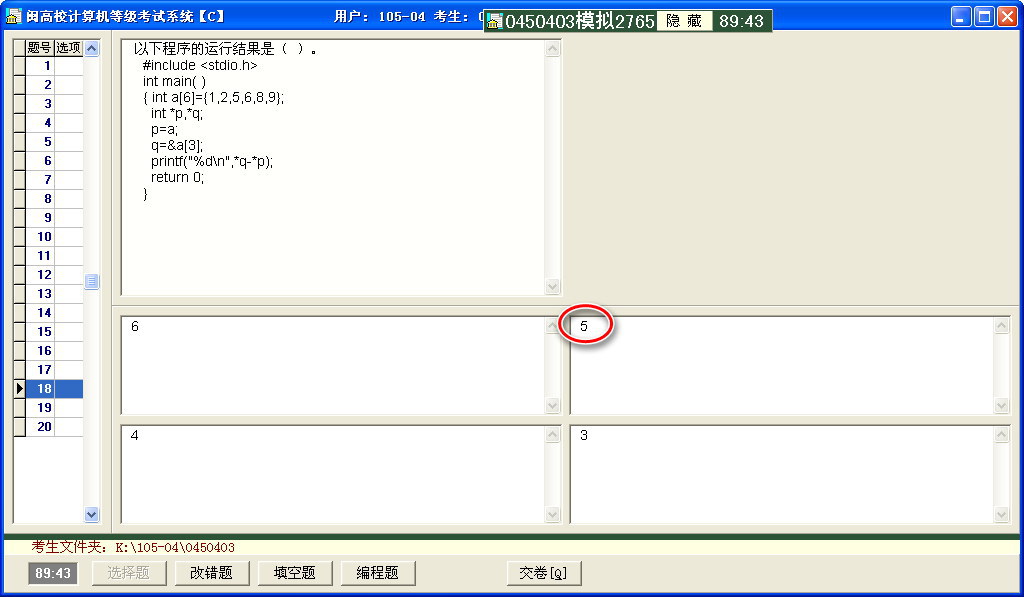 闽高校计算机等级考试系统【C】 用户: 105-04 考生:
0450403模拟2765 隐 藏 89:43
题号 选项
1
2
3
4
5
6
7
8
9
10
11
12
13
14
15
16
17
18
19
20
以下程序的运行结果是（ ）。
#include <stdio.h>
int main( )
{ int a[6]={1,2,5,6,8,9};
int *p,*q;
p=a;
q=&a[3];
printf("%d\n",*q-*p);
return 0;
}
6
5
4
3
考生文件夹: K:\105-04\0450403
89:43 选择题 改错题 填空题 编程题 交卷[Q]